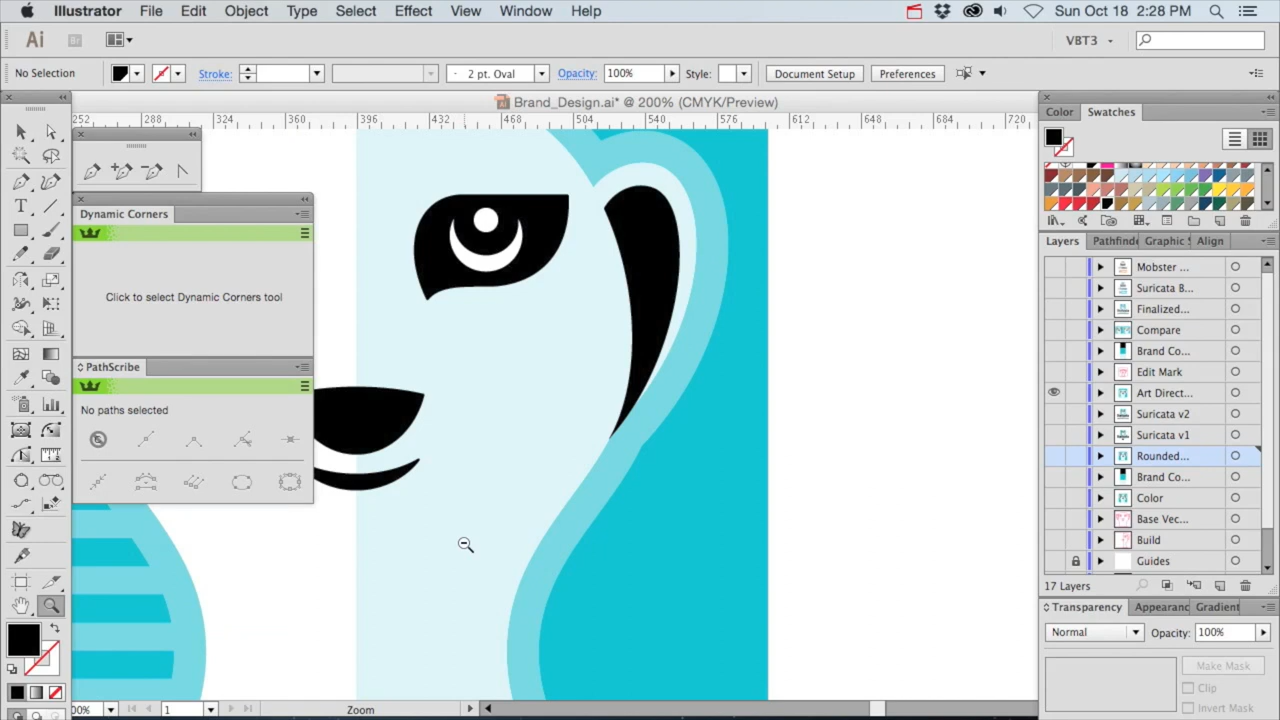 Illustrator File Edit Object Type Select Effect View Window Help Sun Oct 18 2:28 PM
Ai Br VBT3
No Selection Stroke: 2 pt. Oval Opacity: 100% Style: Document Setup Preferences
Brand_Design.ai* @ 200% (CMYK/Preview)
Color Swatches
252 288 324 360 396 432 468 504 540 576 612 648 684 720
Dynamic Corners
Click to select Dynamic Corners tool
PathScribe
No paths selected
Layers Pathfinde Graphic S Align
Mobster ...
Suricata B...
Finalized...
Compare
Brand Co...
Edit Mark
Art Direct...
Suricata v2
Suricata v1
Rounded...
Brand Co...
Color
Base Vec...
Build
Guides
17 Layers
Transparency Appearanc Gradient
Normal Opacity: 100%
Make Mask
Clip
Invert Mask
00% 1 Zoom